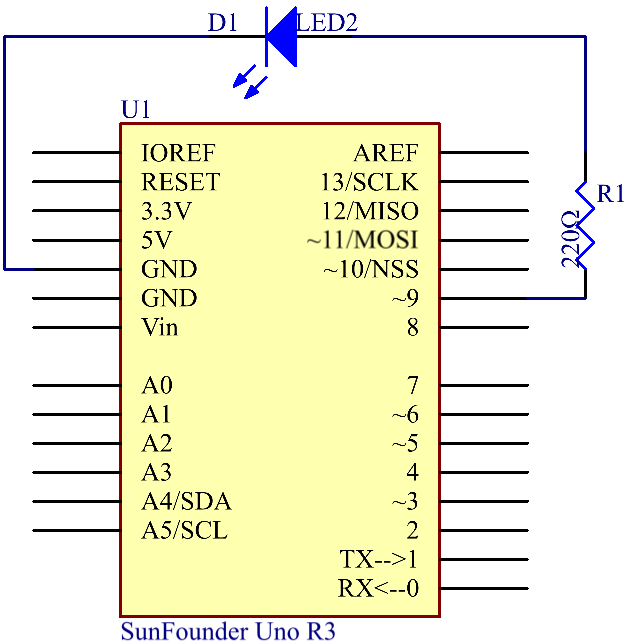 D1 LED2
U1
IOREF AREF
RESET 13/SCLK
3.3V 12/MISO
5V ~11/MOSI
GND ~10/NSS
GND ~9
Vin 8
A0 7
A1 ~6
A2 ~5
A3 4
A4/SDA ~3
A5/SCL 2
TX-->1
RX<--0
SunFounder Uno R3
R1
220Ω